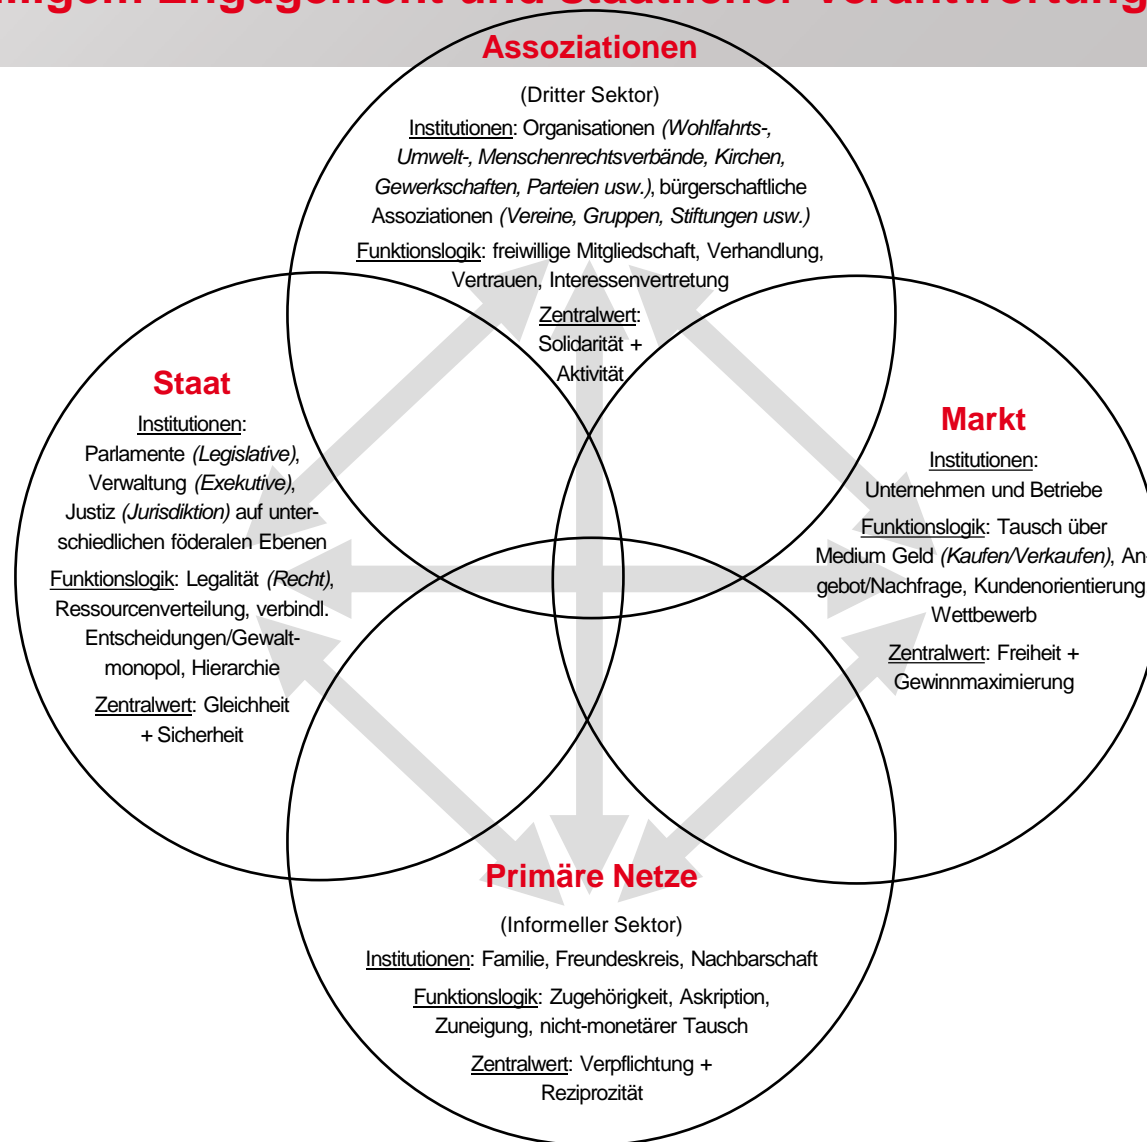 Engagement und staatlicher Verantwortung
Assoziationen
(Dritter Sektor)
Institutionen: Organisationen (Wohlfahrts-,
Umwelt-, Menschenrechtsverbände, Kirchen,
Gewerkschaften, Parteien usw.), bürgerschaftliche
Assoziationen (Vereine, Gruppen, Stiftungen usw.)
Funktionslogik: freiwillige Mitgliedschaft, Verhandlung,
Vertrauen, Interessenvertretung
Zentralwert:
Solidarität +
Aktivität
Staat
Institutionen:
Parlamente (Legislative),
Verwaltung (Exekutive),
Justiz (Jurisdiktion) auf unter-
schiedlichen föderalen Ebenen
Funktionslogik: Legalität (Recht),
Ressourcenverteilung, verbindl.
Entscheidungen/Gewalt-
monopol, Hierarchie
Zentralwert: Gleichheit
+ Sicherheit
Markt
Institutionen:
Unternehmen und Betriebe
Funktionslogik: Tausch über
Medium Geld (Kaufen/Verkaufen), An-
gebot/Nachfrage, Kundenorientierung
Wettbewerb
Zentralwert: Freiheit +
Gewinnmaximierung
Primäre Netze
(Informeller Sektor)
Institutionen: Familie, Freundeskreis, Nachbarschaft
Funktionslogik: Zugehörigkeit, Askription,
Zuneigung, nicht-monetärer Tausch
Zentralwert: Verpflichtung +
Reziprozität